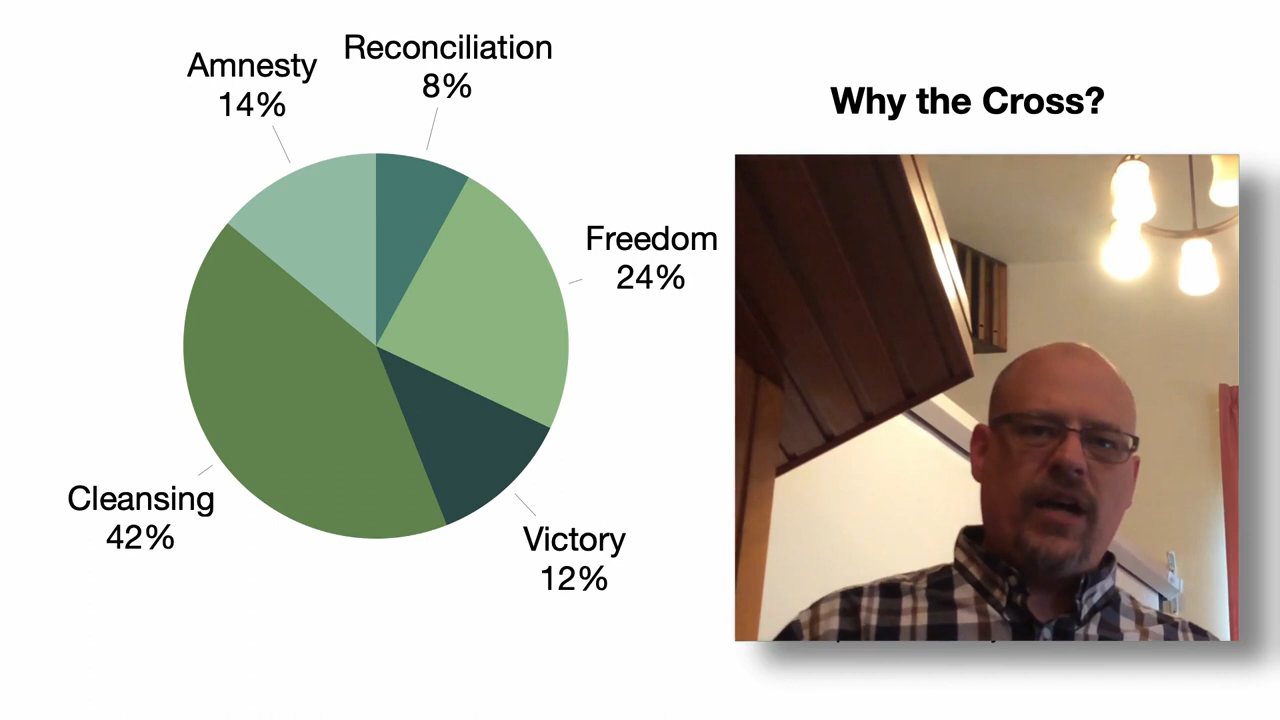 Reconciliation
8%
Amnesty
14%
Why the Cross?
Freedom
24%
Cleansing
42%
Victory
12%